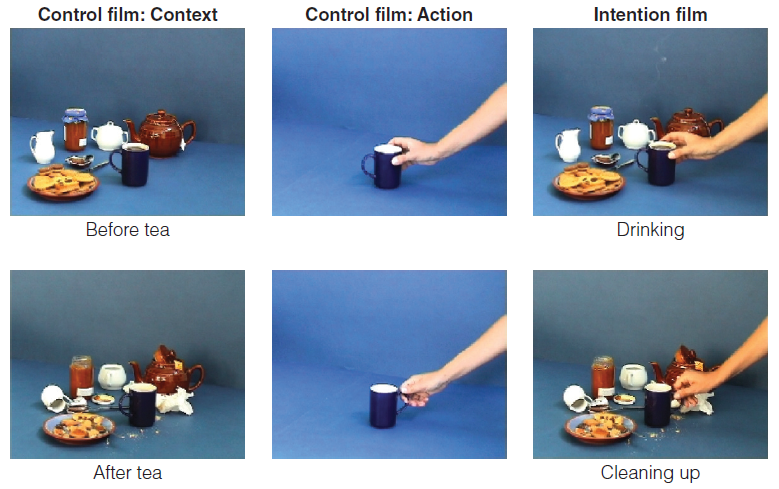 Control film: Context
Control film: Action
Intention film
Before tea
Drinking
After tea
Cleaning up